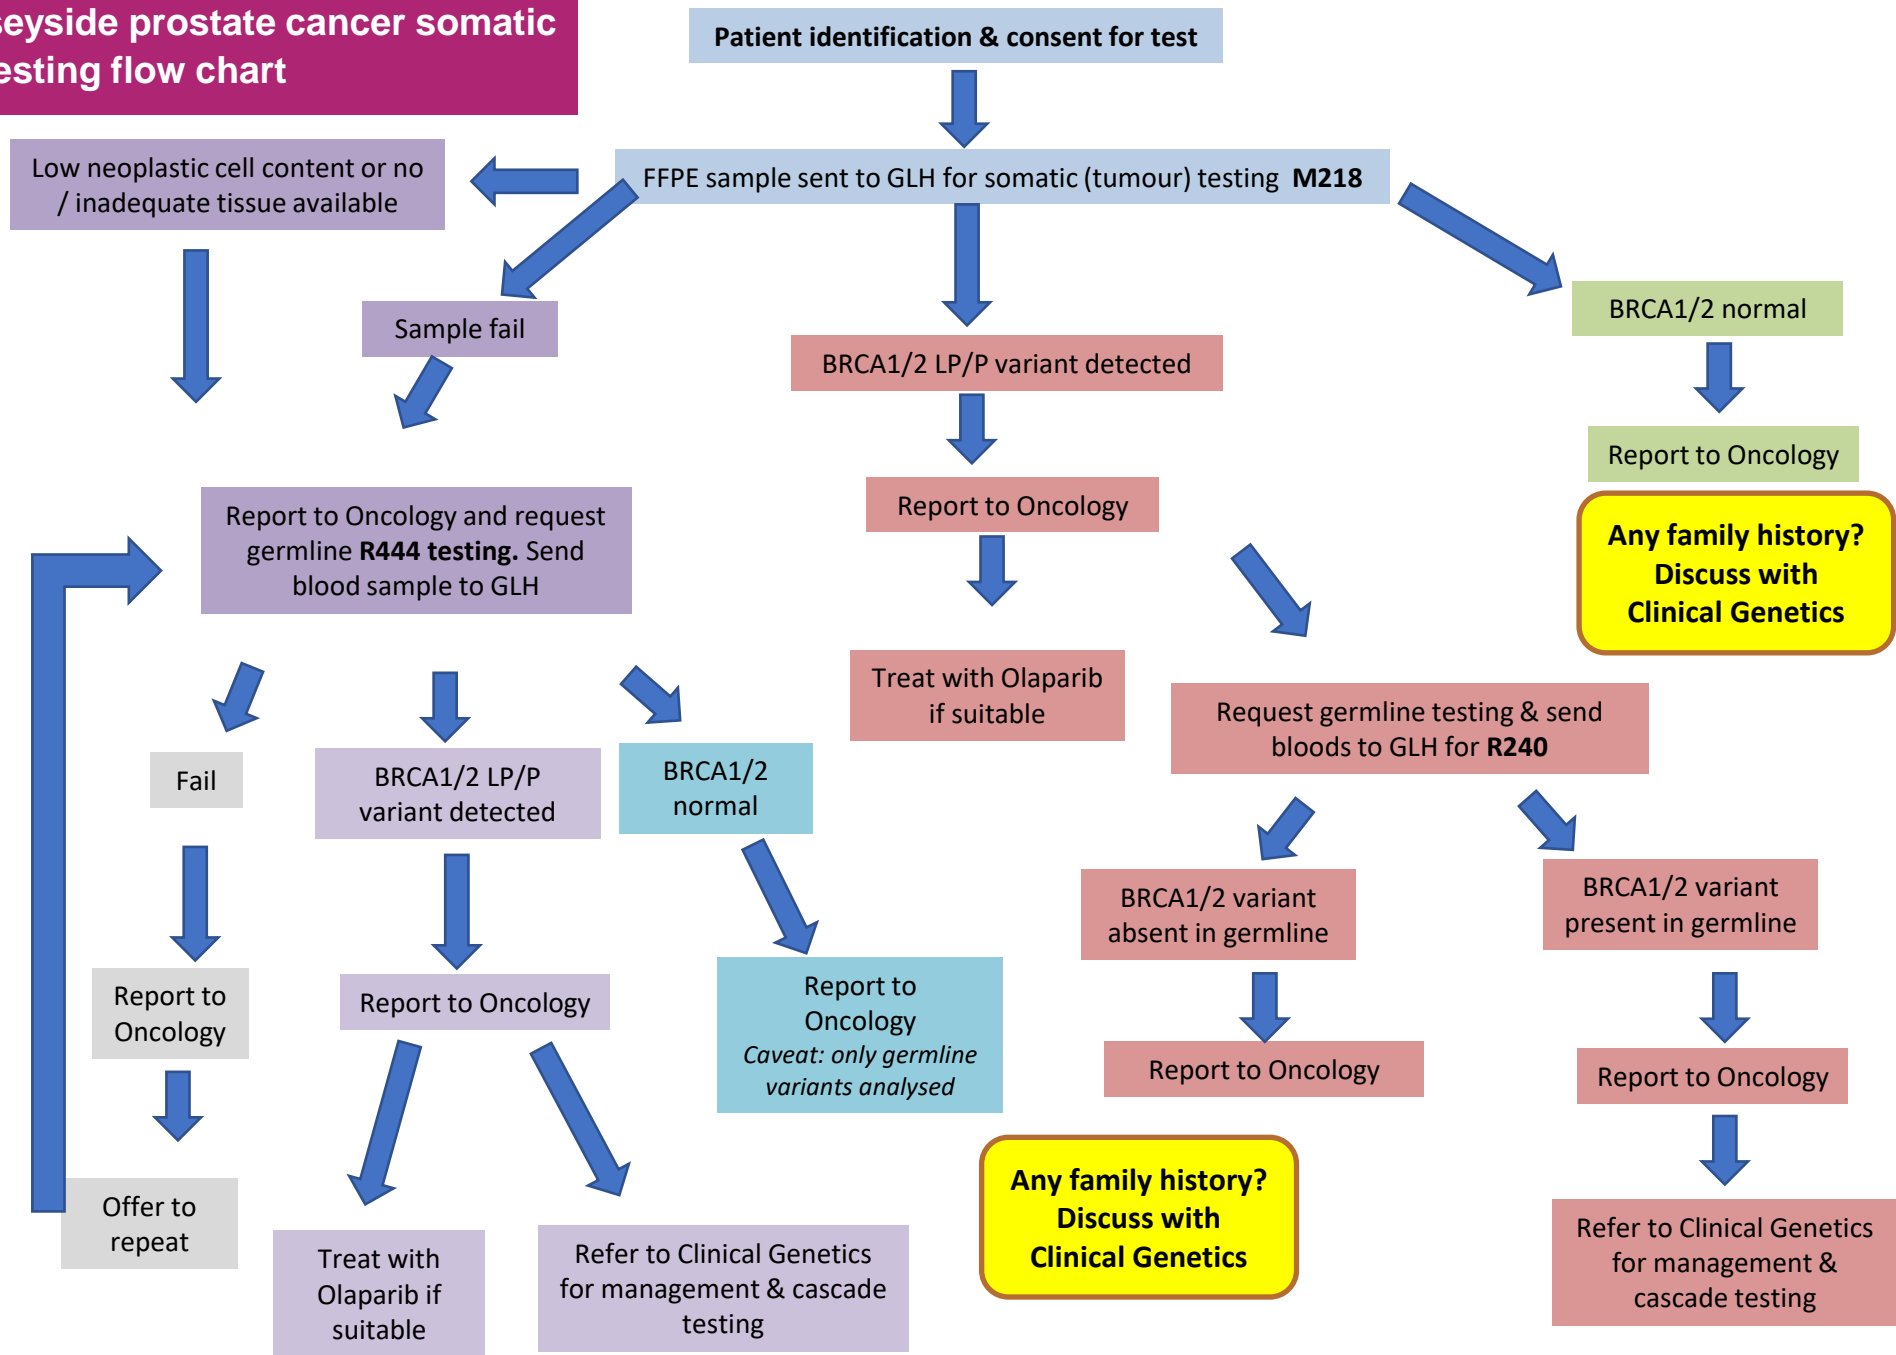 seyside prostate cancer somatic
esting flow chart
Patient identification & consent for test
Low neoplastic cell content or no
/ inadequate tissue available
FFPE sample sent to GLH for somatic (tumour) testing M218
Sample fail
BRCA1/2 LP/P variant detected
BRCA1/2 normal
Report to Oncology
Report to Oncology and request
germline R444 testing. Send
blood sample to GLH
Report to Oncology
Any family history?
Discuss with
Clinical Genetics
Treat with Olaparib
if suitable
Request germline testing & send
bloods to GLH for R240
Fail
BRCA1/2 LP/P
variant detected
BRCA1/2
normal
BRCA1/2 variant
absent in germline
BRCA1/2 variant
present in germline
Report to
Oncology
Report to Oncology
Report to
Oncology
Caveat: only germline
variants analysed
Report to Oncology
Report to Oncology
Offer to
repeat
Treat with
Olaparib if
suitable
Refer to Clinical Genetics
for management & cascade
testing
Any family history?
Discuss with
Clinical Genetics
Refer to Clinical Genetics
for management &
cascade testing